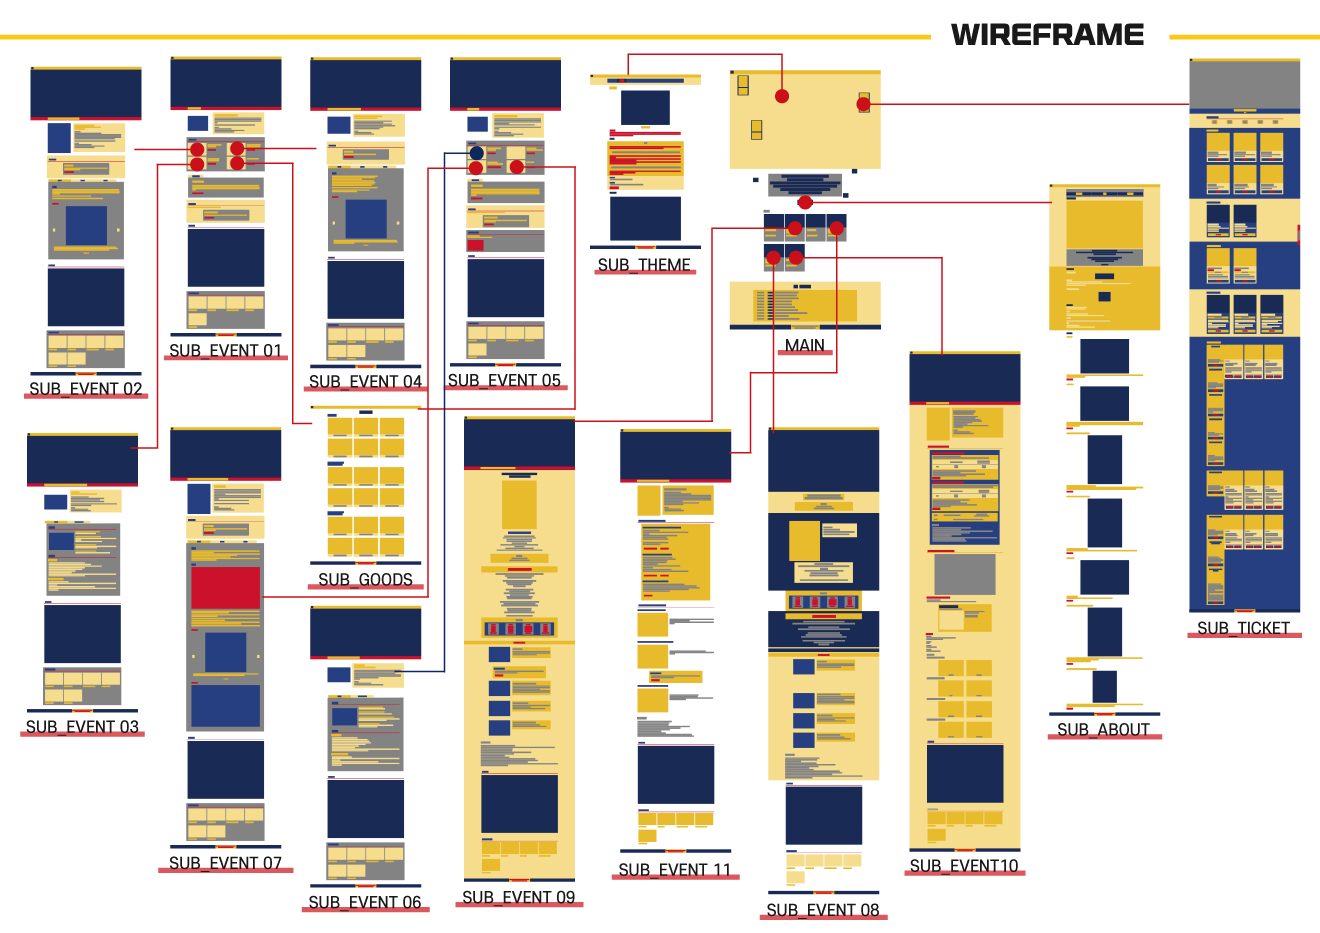 WIREFRAME
SUB_THEME
MAIN
SUB_EVENT 01
SUB_EVENT 02
SUB_EVENT 04
SUB_EVENT 05
SUB_GOODS
SUB_TICKET
SUB_EVENT 03
SUB_ABOUT
SUB_EVENT 07
SUB_EVENT 06
SUB_EVENT 09
SUB_EVENT 11
SUB_EVENT 08
SUB_EVENT10